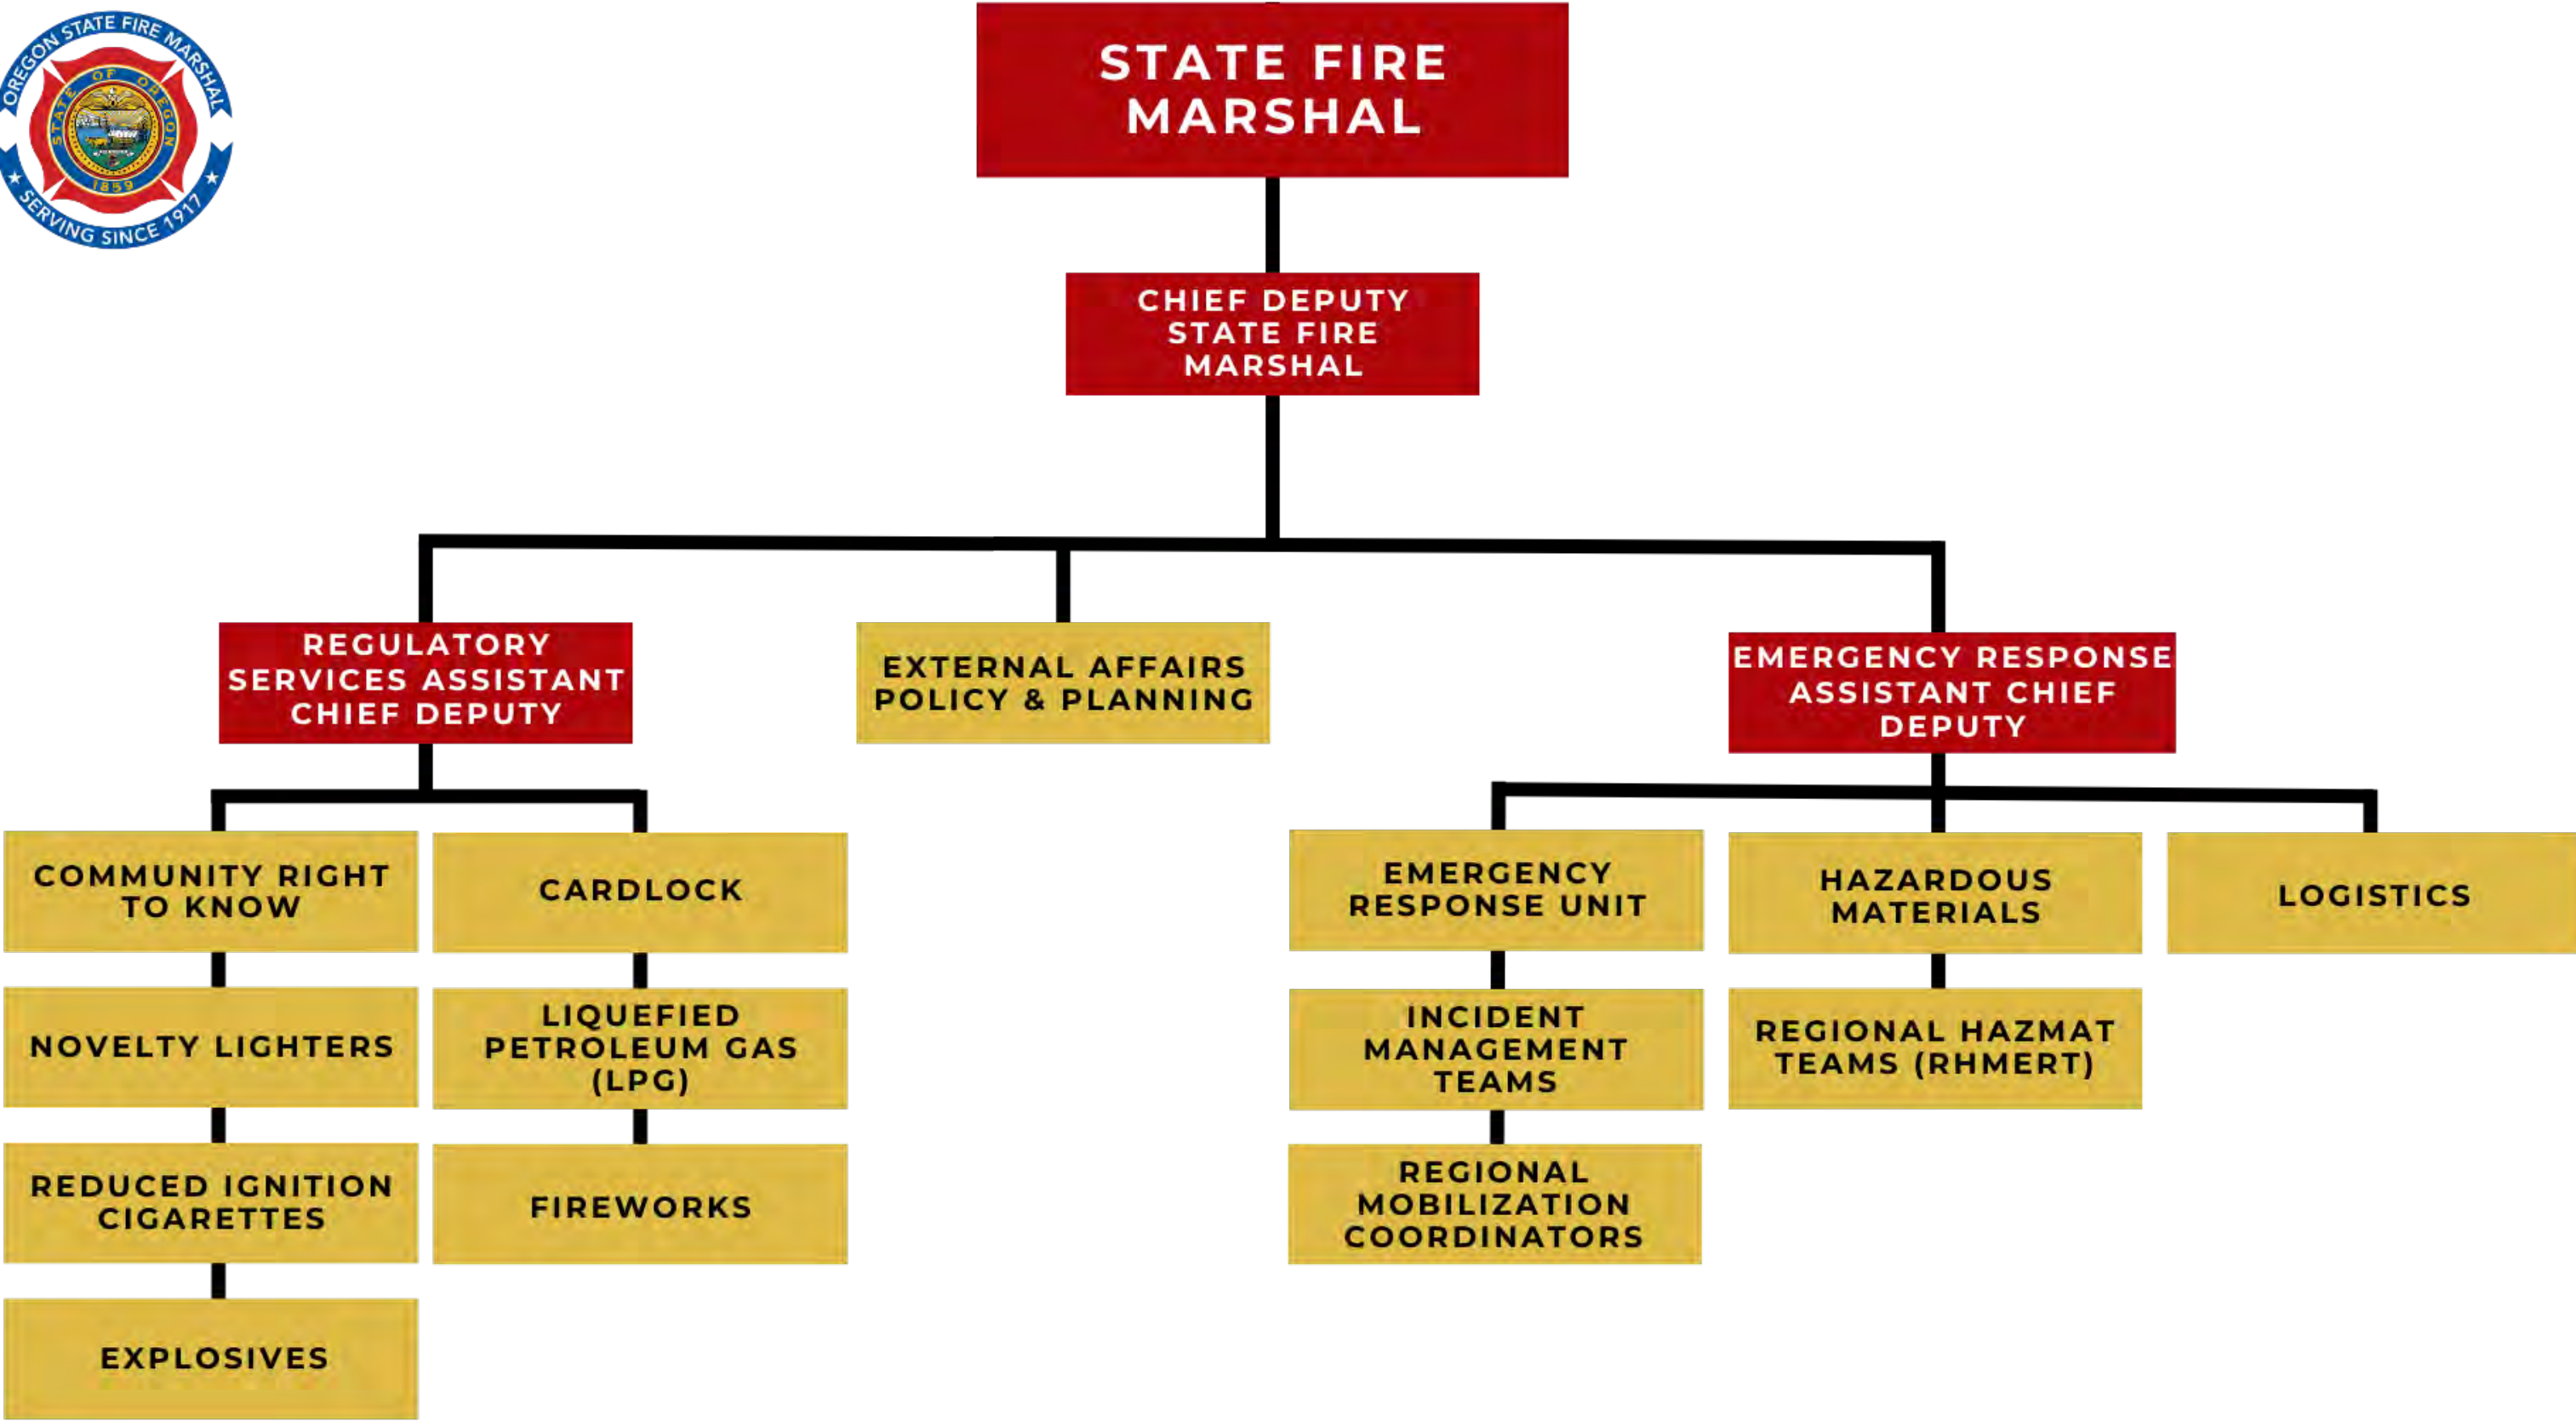 OREGON STATE FIRE MARSHAL
STATE OF OREGON
1859
SERVING SINCE 1917
STATE FIRE
MARSHAL
CHIEF DEPUTY
STATE FIRE
MARSHAL
REGULATORY
SERVICES ASSISTANT
CHIEF DEPUTY
EXTERNAL AFFAIRS
POLICY & PLANNING
EMERGENCY RESPONSE
ASSISTANT CHIEF
DEPUTY
COMMUNITY RIGHT
TO KNOW
CARDLOCK
EMERGENCY
RESPONSE UNIT
HAZARDOUS
MATERIALS
LOGISTICS
NOVELTY LIGHTERS
LIQUEFIED
PETROLEUM GAS
(LPG)
INCIDENT
MANAGEMENT
TEAMS
REGIONAL HAZMAT
TEAMS (RHMERT)
REDUCED IGNITION
CIGARETTES
FIREWORKS
REGIONAL
MOBILIZATION
COORDINATORS
EXPLOSIVES